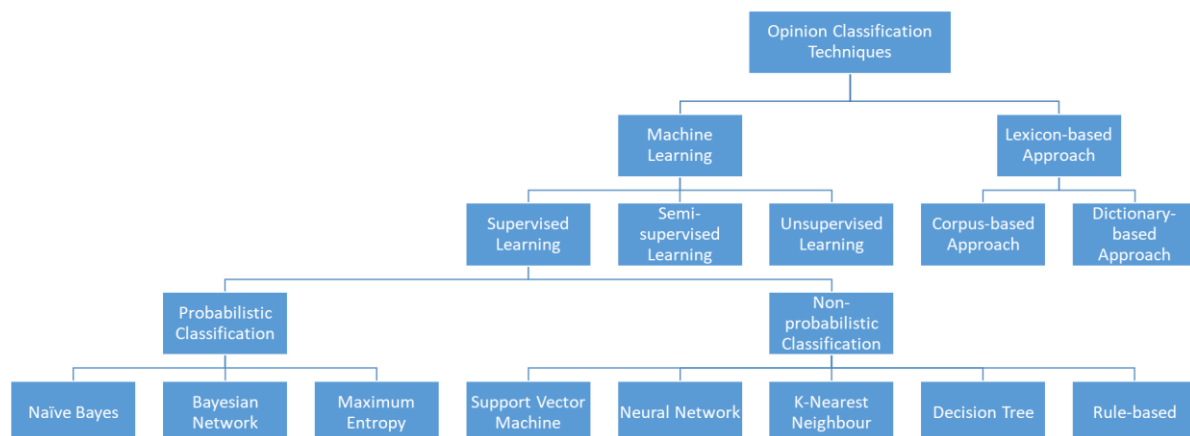 Opinion Classification
Techniques
Machine
Learning
Lexicon-based
Approach
Supervised
Learning
Semi-
supervised
Learning
Unsupervised
Learning
Corpus-based
Approach
Dictionary-
based
Approach
Probabilistic
Classification
Non-
probabilistic
Classification
Naïve Bayes
Bayesian
Network
Maximum
Entropy
Support Vector
Machine
Neural Network
K-Nearest
Neighbour
Decision Tree
Rule-based